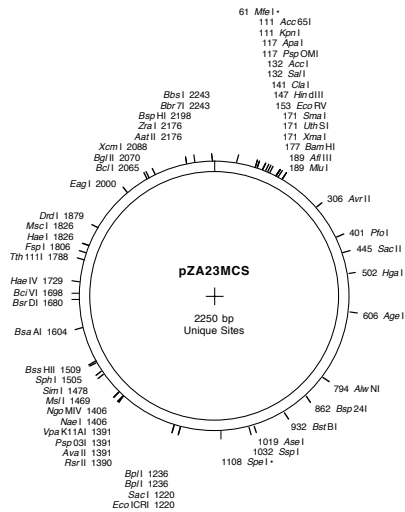 61 MfeI •
111 Acc65I
111 KpnI
117 ApaI
117 PspOMI
132 AccI
132 SalI
141 ClaI
147 HindIII
153 EcoRV
171 SmaI
171 UthSI
171 XmaI
177 BamHI
189 AflIII
189 MluI
306 AvrII
401 PfoI
445 SacII
502 HgaI
606 AgeI
794 AlwNI
862 Bsp24I
932 BstBI
1019 AseI
1032 SspI
1108 SpeI •
BplI 1236
BplI 1236
SacI 1220
EcoICRI 1220
BssHII 1509
SphI 1505
SimI 1478
MslI 1469
NgoMIV 1406
NaeI 1406
VpaK11AI 1391
Psp03I 1391
AvaII 1391
RsrII 1390
BsaAI 1604
HaeIV 1729
BciVI 1698
BsrDI 1680
DrdI 1879
MscI 1826
HaeI 1826
FspI 1806
Tth111I 1788
EagI 2000
XcmI 2088
BglII 2070
BclI 2065
BbsI 2243
Bbr7I 2243
BspHI 2198
ZraI 2176
AatII 2176
pZA23MCS
2250 bp
Unique Sites